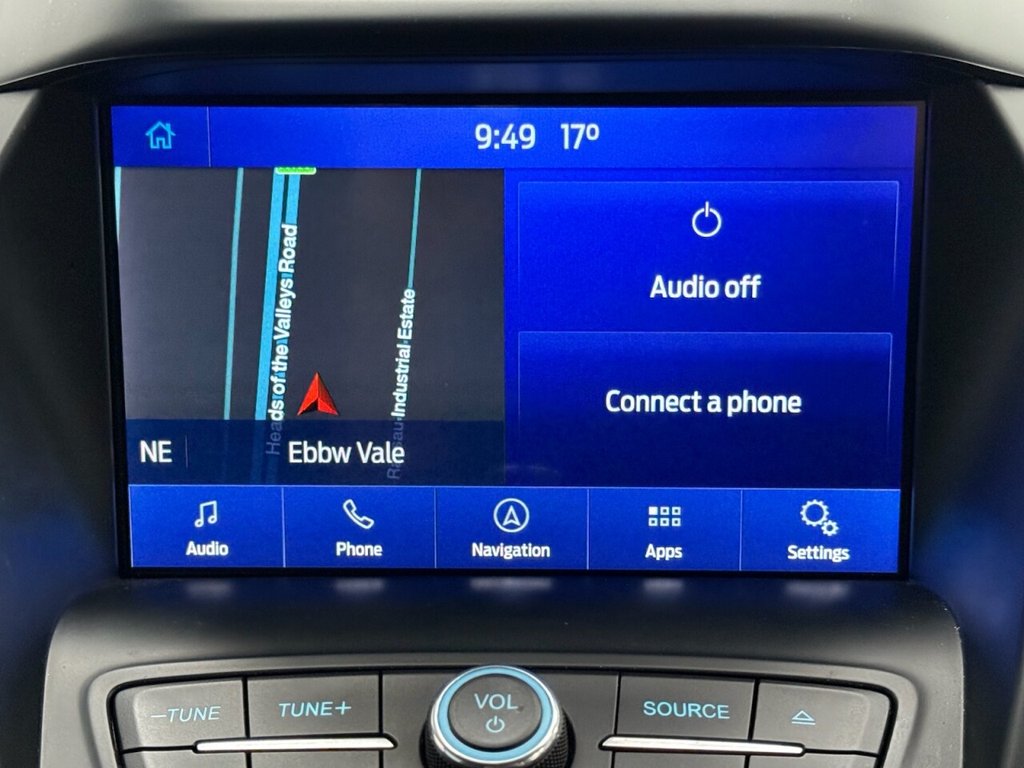 9:49 17°
Heads of the Valleys Road
Rassau Industrial Estate
NE Ebbw Vale
Audio off
Connect a phone
Audio Phone Navigation Apps Settings
–TUNE TUNE+ VOL SOURCE